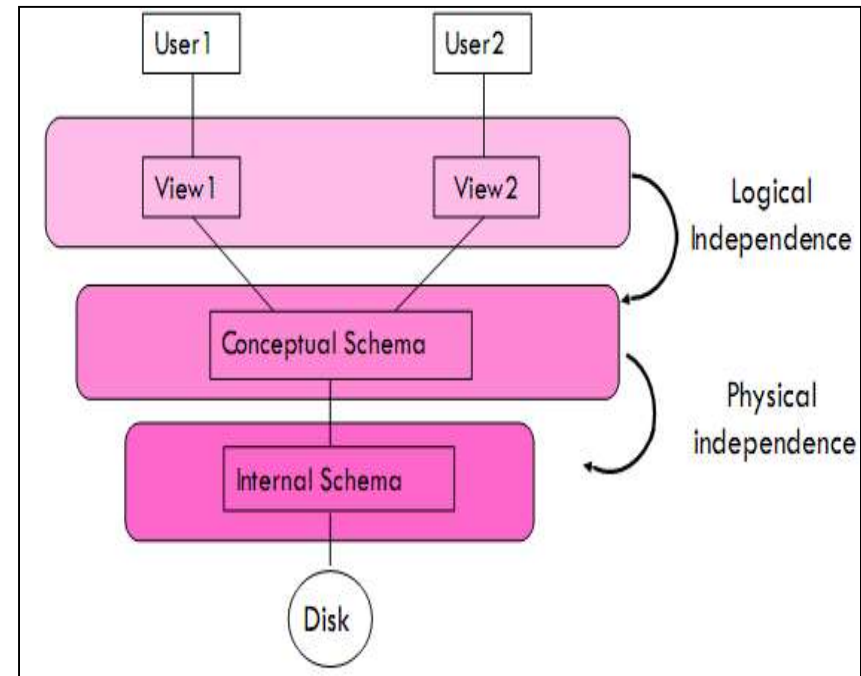 User1
User2
View1
View2
Logical
Independence
Conceptual Schema
Physical
independence
Internal Schema
Disk